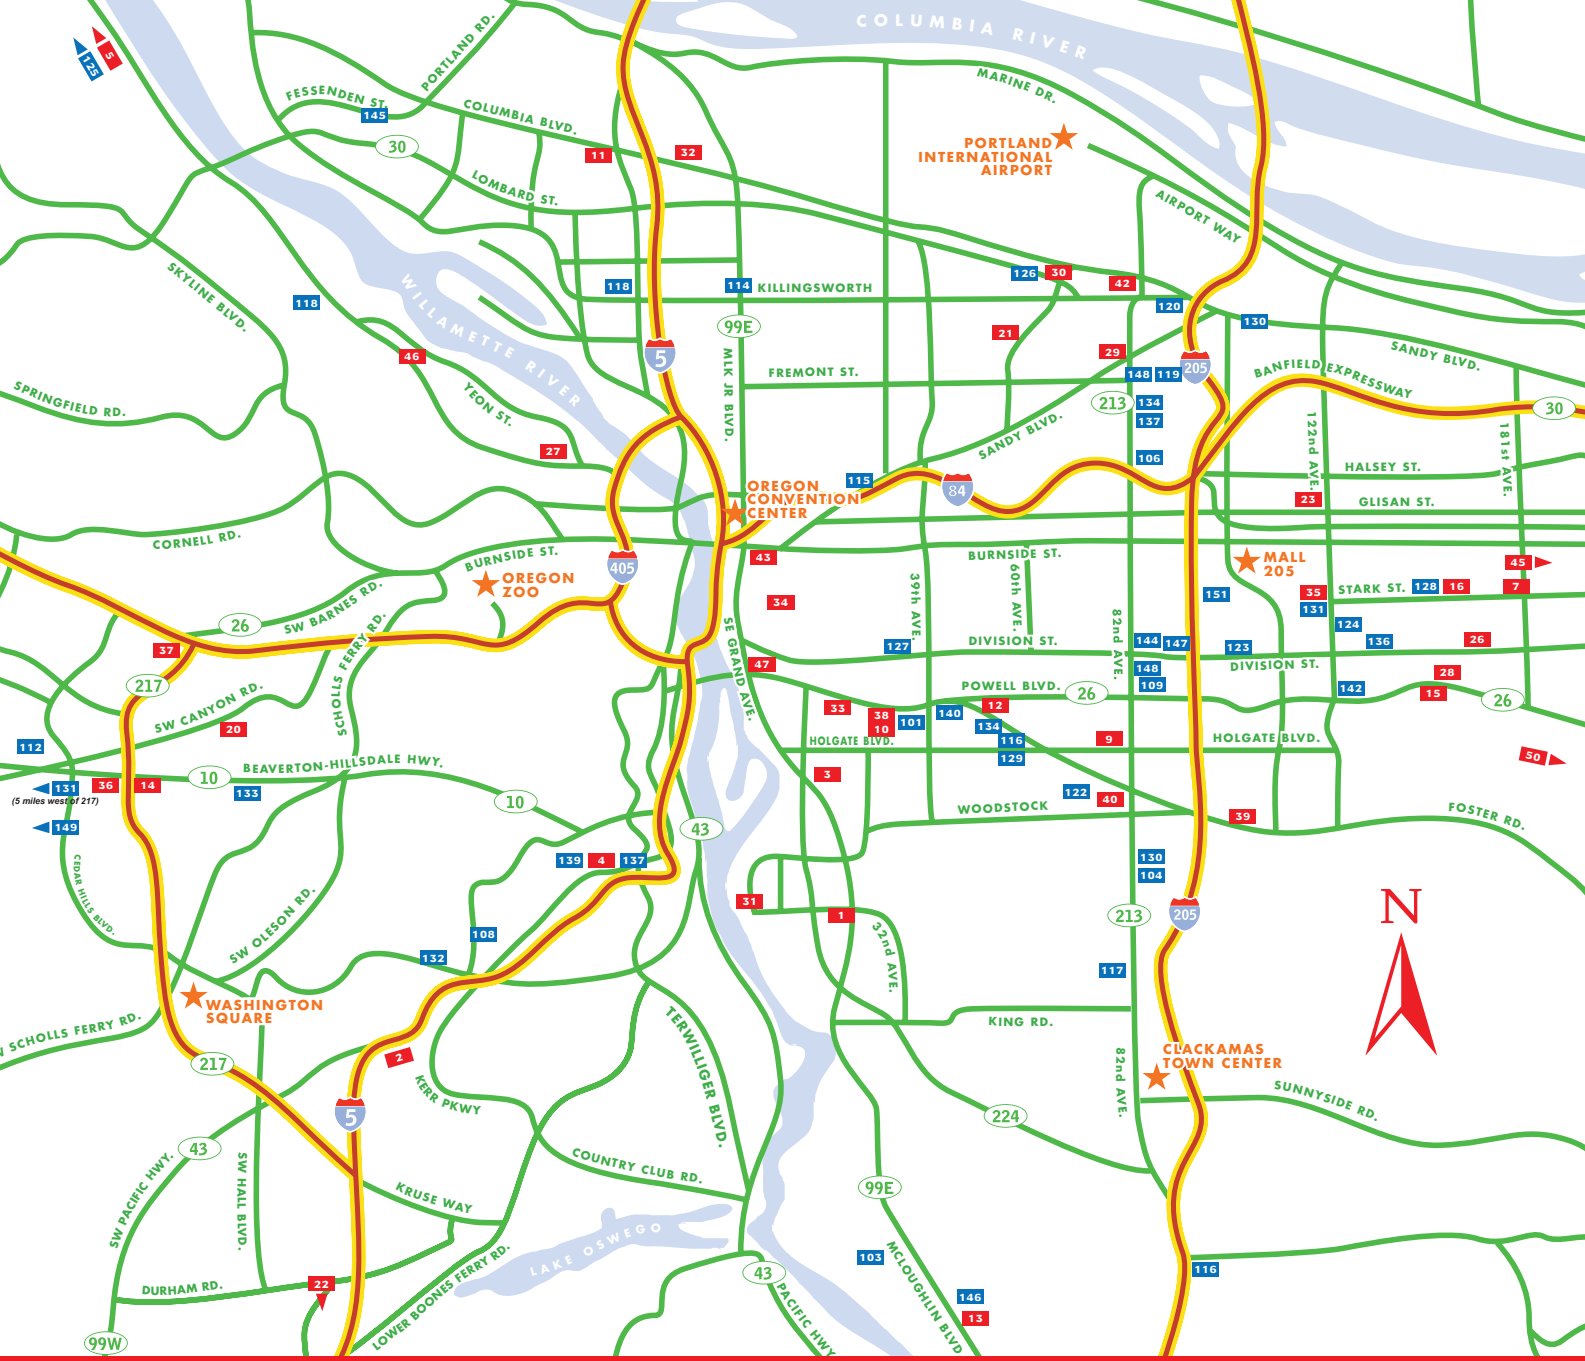 COLUMBIA RIVER
PORTLAND RD.
5
125
FESSENDEN ST.
145
COLUMBIA BLVD.
MARINE DR.
30
11
32
PORTLAND
INTERNATIONAL
AIRPORT
LOMBARD ST.
AIRPORT WAY
SKYLINE BLVD.
118
WILLAMETTE RIVER
118
114
KILLINGSWORTH
126
30
42
120
130
99E
21
46
5
MLK JR BLVD.
FREMONT ST.
29
148
119
205
SANDY BLVD.
BANFIELD EXPRESSWAY
SPRINGFIELD RD.
YEON ST.
213
134
137
30
SANDY BLVD.
122nd AVE.
181st AVE.
27
106
HALSEY ST.
115
84
OREGON
CONVENTION
CENTER
23
GLISAN ST.
CORNELL RD.
BURNSIDE ST.
405
43
BURNSIDE ST.
MALL
205
45
OREGON
ZOO
39th AVE.
60th AVE.
SW BARNES RD.
34
151
35
131
STARK ST.
128
16
7
26
SCHOLLS FERRY RD.
SE GRAND AVE.
82nd AVE.
124
37
127
DIVISION ST.
144
147
123
136
26
47
148
DIVISION ST.
217
SW CANYON RD.
109
28
POWELL BLVD.
26
142
15
26
20
33
38
10
101
140
12
134
112
HOLGATE BLVD.
116
129
9
HOLGATE BLVD.
50
BEAVERTON-HILLSDALE HWY.
10
3
131
(5 miles west of 217)
36
14
133
10
122
40
WOODSTOCK
39
FOSTER RD.
149
43
CEDAR HILLS BLVD.
139
4
137
130
104
SW OLESON RD.
31
1
213
205
N
108
32nd AVE.
132
117
WASHINGTON
SQUARE
SW SCHOLLS FERRY RD.
KING RD.
TERWILLIGER BLVD.
217
2
KERR PKWY
82nd AVE.
CLACKAMAS
TOWN CENTER
SUNNYSIDE RD.
5
224
43
SW PACIFIC HWY.
SW HALL BLVD.
COUNTRY CLUB RD.
KRUSE WAY
99E
LAKE OSWEGO
LOWER BOONES FERRY RD.
103
MCLOUGHLIN BLVD
116
DURHAM RD.
22
43
PACIFIC HWY
146
13
99W